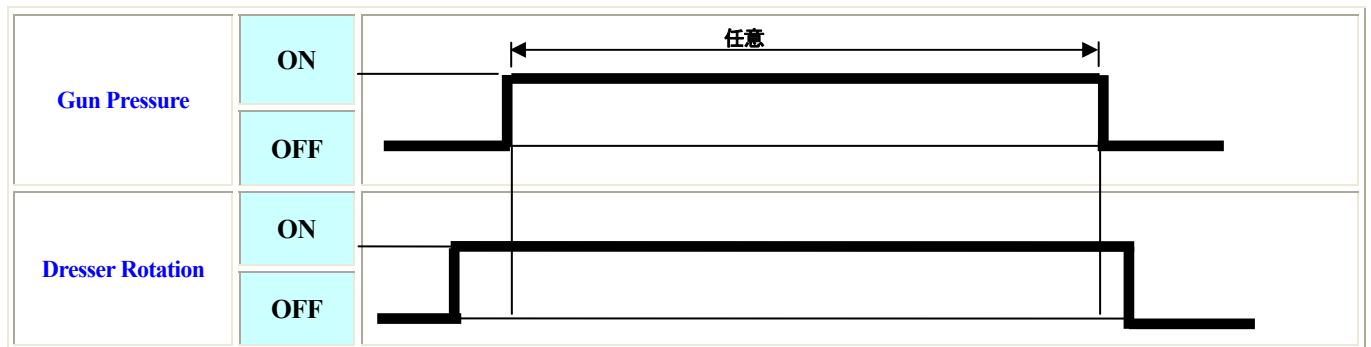 任意
ON
Gun Pressure
OFF
ON
Dresser Rotation
OFF